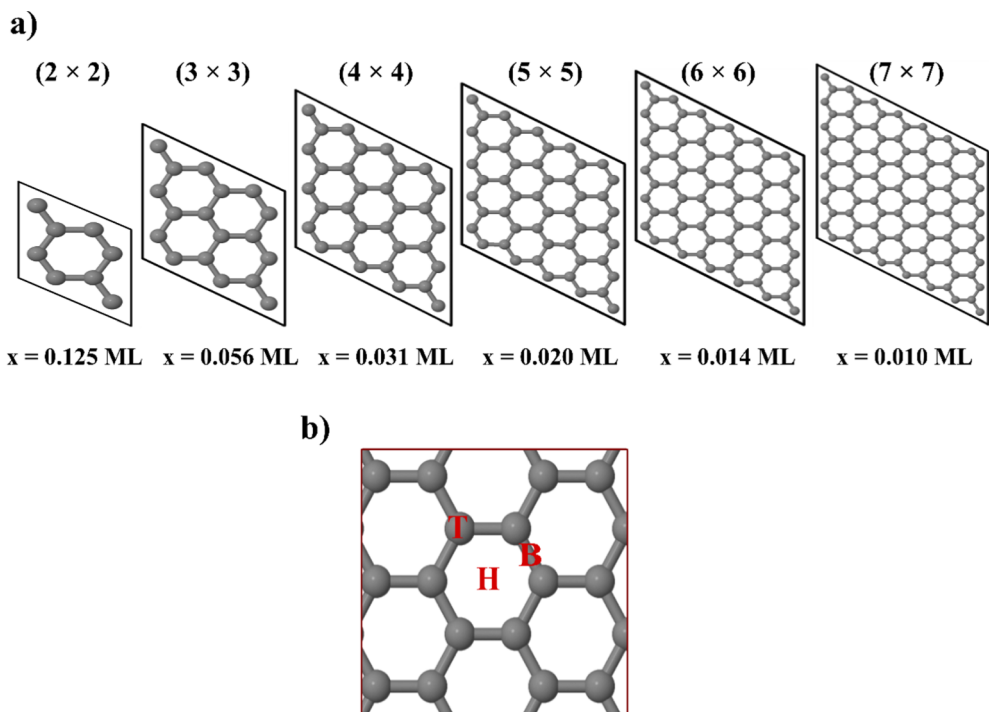 a)
(2 × 2) (3 × 3) (4 × 4) (5 × 5) (6 × 6) (7 × 7)
x = 0.125 ML x = 0.056 ML x = 0.031 ML x = 0.020 ML x = 0.014 ML x = 0.010 ML
b)
T
B
H